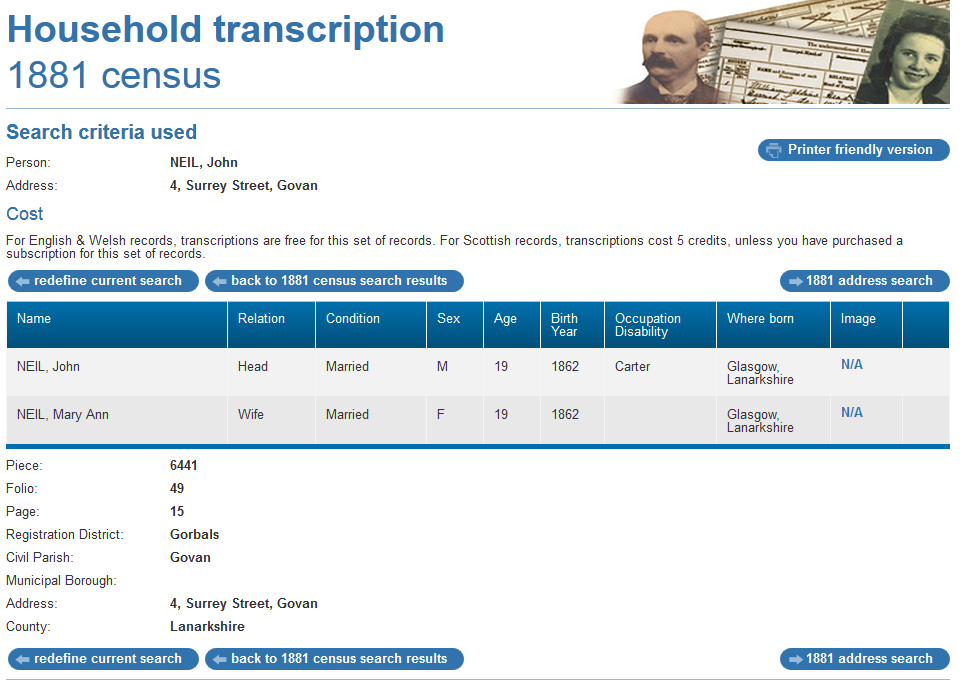 Household transcription
1881 census
Search criteria used
Printer friendly version
Person: NEIL, John
Address: 4, Surrey Street, Govan
Cost
For English & Welsh records, transcriptions are free for this set of records. For Scottish records, transcriptions cost 5 credits, unless you have purchased a
subscription for this set of records.
redefine current search back to 1881 census search results 1881 address search
Name Relation Condition Sex Age Birth Year Occupation Disability Where born Image
NEIL, John Head Married M 19 1862 Carter Glasgow, Lanarkshire N/A
NEIL, Mary Ann Wife Married F 19 1862 Glasgow, Lanarkshire N/A
Piece: 6441
Folio: 49
Page: 15
Registration District: Gorbals
Civil Parish: Govan
Municipal Borough:
Address: 4, Surrey Street, Govan
County: Lanarkshire
redefine current search back to 1881 census search results 1881 address search